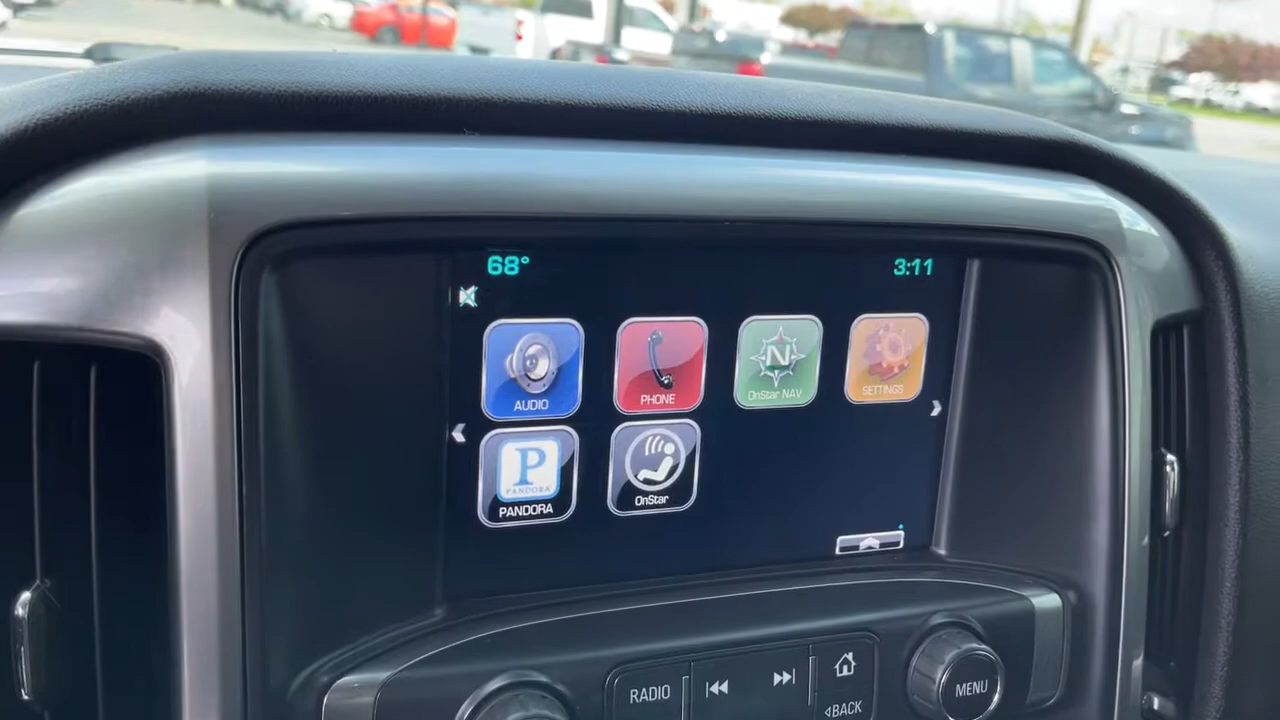 68°
3:11
AUDIO
PHONE
N
OnStar NAV
SETTINGS
P
PANDORA
PANDORA
OnStar
RADIO
BACK
MENU